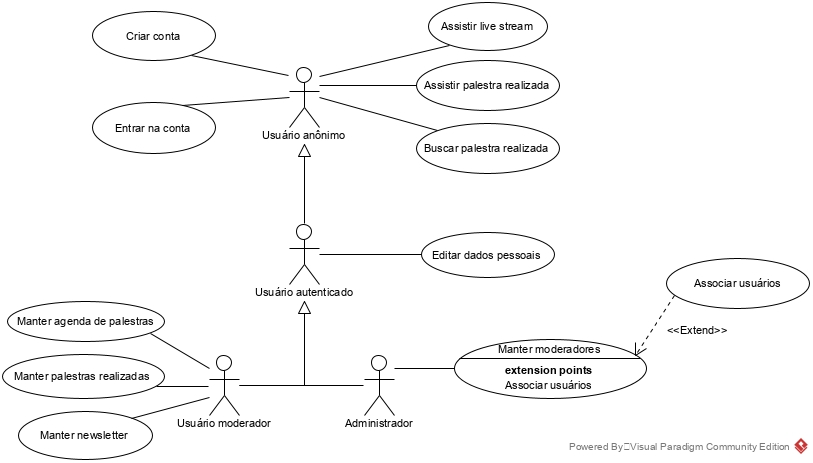 Criar conta
Assistir live stream
Assistir palestra realizada
Entrar na conta
Usuário anônimo
Buscar palestra realizada
Editar dados pessoais
Usuário autenticado
Associar usuários
Manter agenda de palestras
<<Extend>>
Manter moderadores
extension points
Associar usuários
Manter palestras realizadas
Usuário moderador
Administrador
Manter newsletter
Powered By Visual Paradigm Community Edition